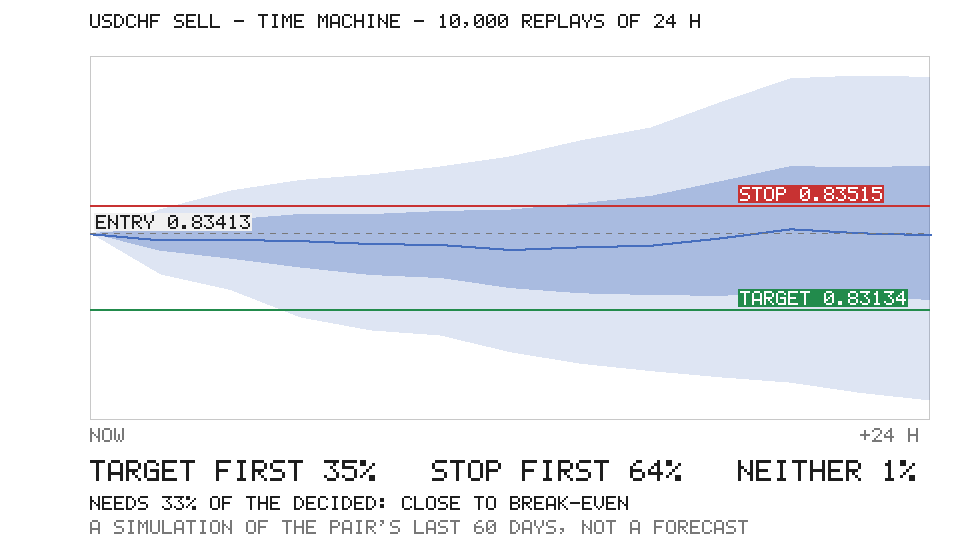 USDCHF SELL - TIME MACHINE - 10,000 REPLAYS OF 24 H
STOP 0.83515
ENTRY 0.83413
TARGET 0.83134
NOW +24 H
TARGET FIRST 35% STOP FIRST 64% NEITHER 1%
NEEDS 33% OF THE DECIDED: CLOSE TO BREAK-EVEN
A SIMULATION OF THE PAIR'S LAST 60 DAYS, NOT A FORECAST